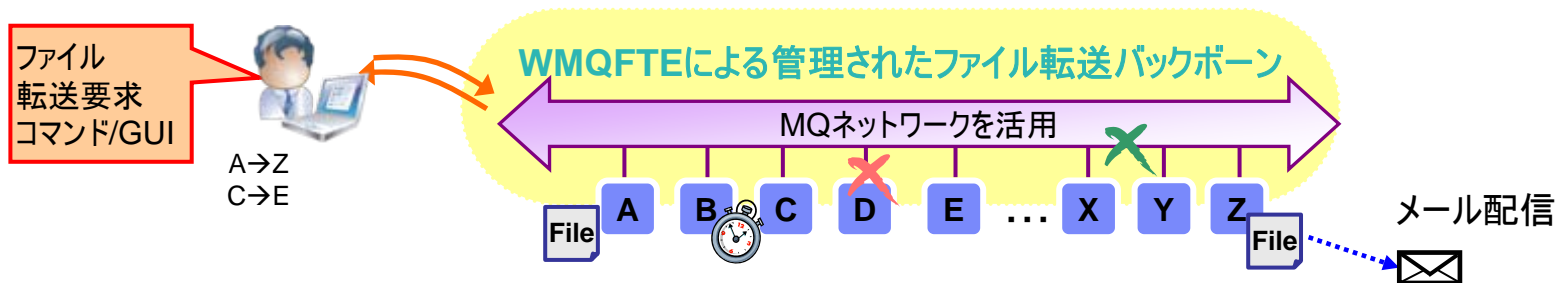 ファイル
転送要求
コマンド/GUI
A→Z
C→E
WMQFTEによる管理されたファイル転送バックボーン
MQネットワークを活用
A B C D E ... X Y Z
File
File
メール配信